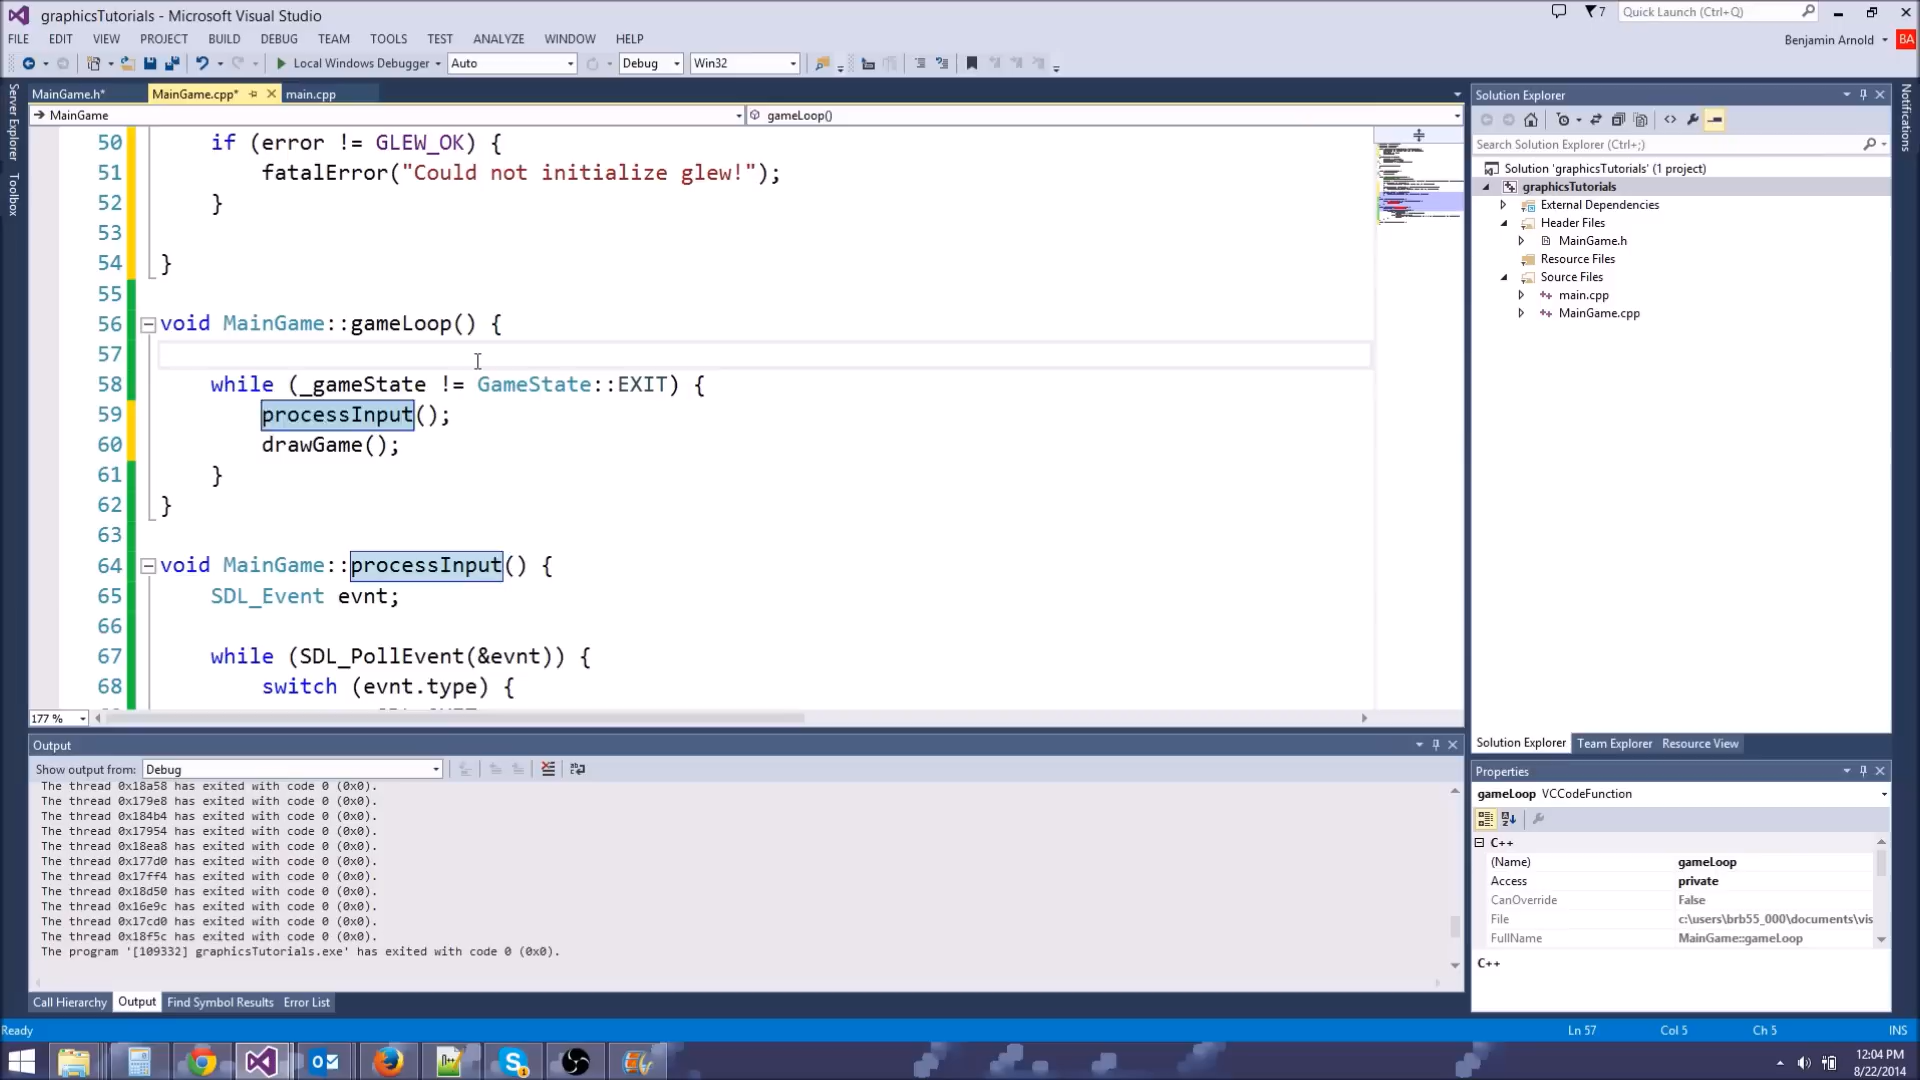 graphicsTutorials - Microsoft Visual Studio
7
Quick Launch (Ctrl+Q)
FILE EDIT VIEW PROJECT BUILD DEBUG TEAM TOOLS TEST ANALYZE WINDOW HELP
Benjamin Arnold BA
Local Windows Debugger Auto Debug Win32
Server Explorer
Toolbox
MainGame.h* MainGame.cpp* main.cpp
MainGame gameLoop()
50 if (error != GLEW_OK) {
51 fatalError("Could not initialize glew!");
52 }
53
54 }
55
56 void MainGame::gameLoop() {
57
58 while (_gameState != GameState::EXIT) {
59 processInput();
60 drawGame();
61 }
62 }
63
64 void MainGame::processInput() {
65 SDL_Event evnt;
66
67 while (SDL_PollEvent(&evnt)) {
68 switch (evnt.type) {
177 %
Output
Show output from: Debug
The thread 0x18a58 has exited with code 0 (0x0).
The thread 0x179e8 has exited with code 0 (0x0).
The thread 0x184b4 has exited with code 0 (0x0).
The thread 0x17954 has exited with code 0 (0x0).
The thread 0x18ea8 has exited with code 0 (0x0).
The thread 0x177d0 has exited with code 0 (0x0).
The thread 0x17ff4 has exited with code 0 (0x0).
The thread 0x18d50 has exited with code 0 (0x0).
The thread 0x16e9c has exited with code 0 (0x0).
The thread 0x17cd0 has exited with code 0 (0x0).
The thread 0x18f5c has exited with code 0 (0x0).
The program '[109332] graphicsTutorials.exe' has exited with code 0 (0x0).
Call Hierarchy Output Find Symbol Results Error List
Solution Explorer
Search Solution Explorer (Ctrl+;)
Solution 'graphicsTutorials' (1 project)
graphicsTutorials
External Dependencies
Header Files
MainGame.h
Resource Files
Source Files
main.cpp
MainGame.cpp
Solution Explorer Team Explorer Resource View
Properties
gameLoop VCCodeFunction
C++
(Name) gameLoop
Access private
CanOverride False
File c:\users\brb55_000\documents\vis
FullName MainGame::gameLoop
C++
Notifications
Ready Ln 57 Col 5 Ch 5 INS
12:04 PM
8/22/2014